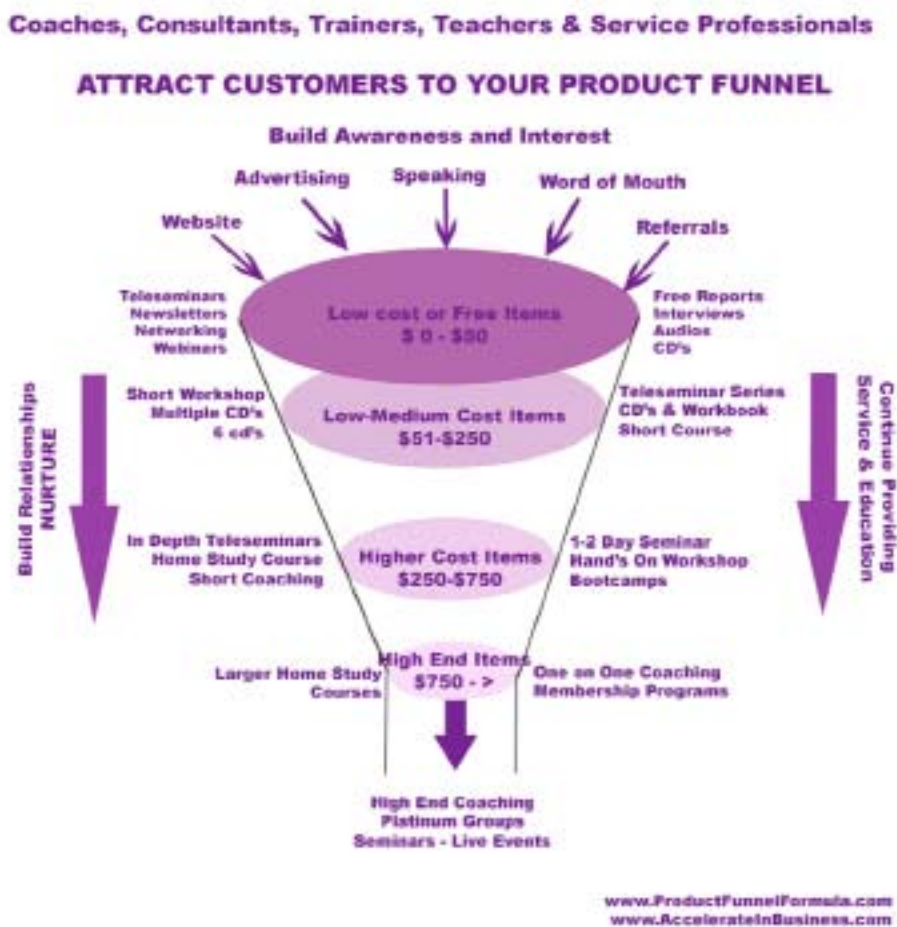 Coaches, Consultants, Trainers, Teachers & Service Professionals
ATTRACT CUSTOMERS TO YOUR PRODUCT FUNNEL
Build Awareness and Interest
Website
Advertising
Speaking
Word of Mouth
Referrals
Teleseminars
Newsletters
Networking
Webinars
Low cost or Free Items
$ 0 - $50
Free Reports
Interviews
Audios
CD's
Short Workshop
Multiple CD's
6 cd's
Low-Medium Cost Items
$51-$250
Teleseminar Series
CD's & Workbook
Short Course
Build Relationships
NURTURE
Continue Providing
Service & Education
In Depth Teleseminars
Home Study Course
Short Coaching
Higher Cost Items
$250-$750
1-2 Day Seminar
Hand's On Workshop
Bootcamps
Larger Home Study
Courses
High End Items
$750 - >
One on One Coaching
Membership Programs
High End Coaching
Platinum Groups
Seminars - Live Events
www.ProductFunnelFormula.com
www.AccelerateInBusiness.com